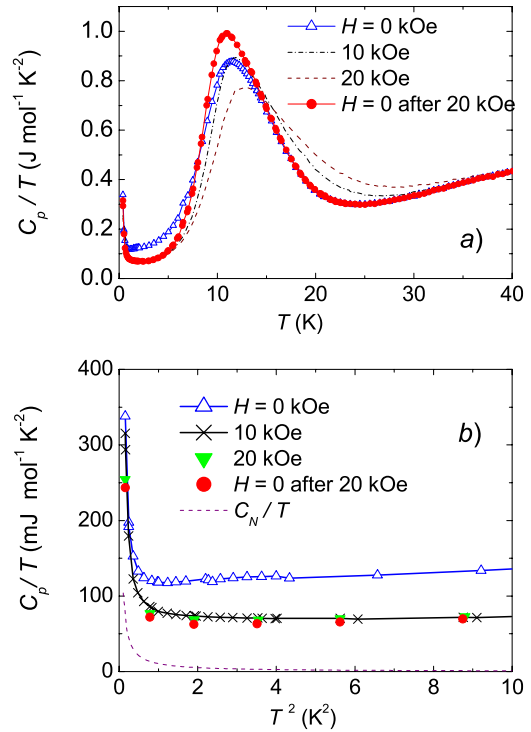 1.0
0.8
0.6
0.4
0.2
0.0
C_p / T (J mol⁻¹ K⁻²)
H = 0 kOe
10 kOe
20 kOe
H = 0 after 20 kOe
a)
0 10 20 30 40
T (K)
400
300
200
100
0
C_p / T (mJ mol⁻¹ K⁻²)
H = 0 kOe
10 kOe
20 kOe
H = 0 after 20 kOe
C_N / T
b)
0 2 4 6 8 10
T ² (K²)